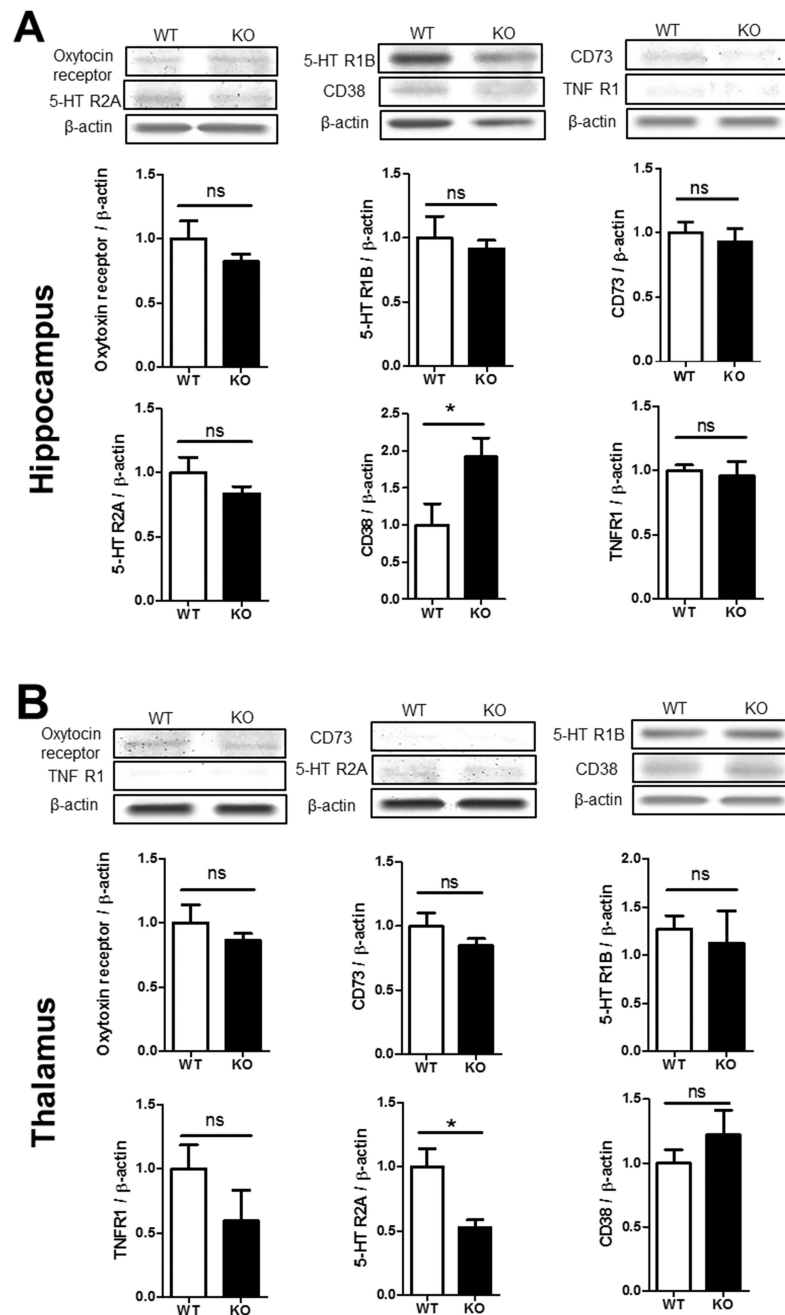 A
WT KO
Oxytocin
receptor
5-HT R2A
β-actin
WT KO
5-HT R1B
CD38
β-actin
WT KO
CD73
TNF R1
β-actin
Hippocampus
Oxytoxin receptor / β-actin
1.5
1.0
0.5
0.0
ns
WT KO
5-HT R1B / β-actin
1.5
1.0
0.5
0.0
ns
WT KO
CD73 / β-actin
1.5
1.0
0.5
0.0
ns
WT KO
5-HT R2A / β-actin
1.5
1.0
0.5
0.0
ns
WT KO
CD38 / β-actin
2.5
2.0
1.5
1.0
0.5
0.0
*
WT KO
TNFR1 / β-actin
1.5
1.0
0.5
0.0
ns
WT KO
B
WT KO
Oxytocin
receptor
TNF R1
β-actin
WT KO
CD73
5-HT R2A
β-actin
WT KO
5-HT R1B
CD38
β-actin
Thalamus
Oxytoxin receptor / β-actin
1.5
1.0
0.5
0.0
ns
WT KO
CD73 / β-actin
1.5
1.0
0.5
0.0
ns
WT KO
5-HT R1B / β-actin
2.0
1.5
1.0
0.5
0.0
ns
WT KO
TNFR1 / β-actin
1.5
1.0
0.5
0.0
ns
WT KO
5-HT R2A / β-actin
1.5
1.0
0.5
0.0
*
WT KO
CD38 / β-actin
1.5
1.0
0.5
0.0
ns
WT KO